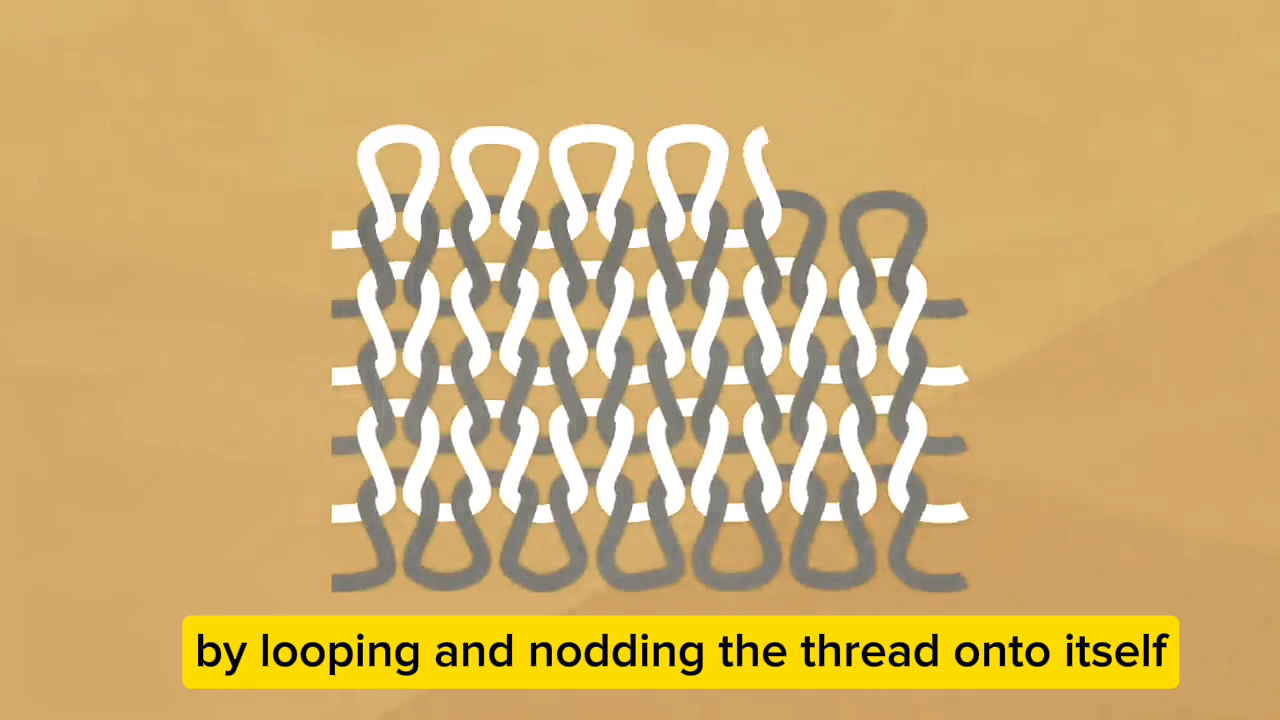 by looping and nodding the thread onto itself